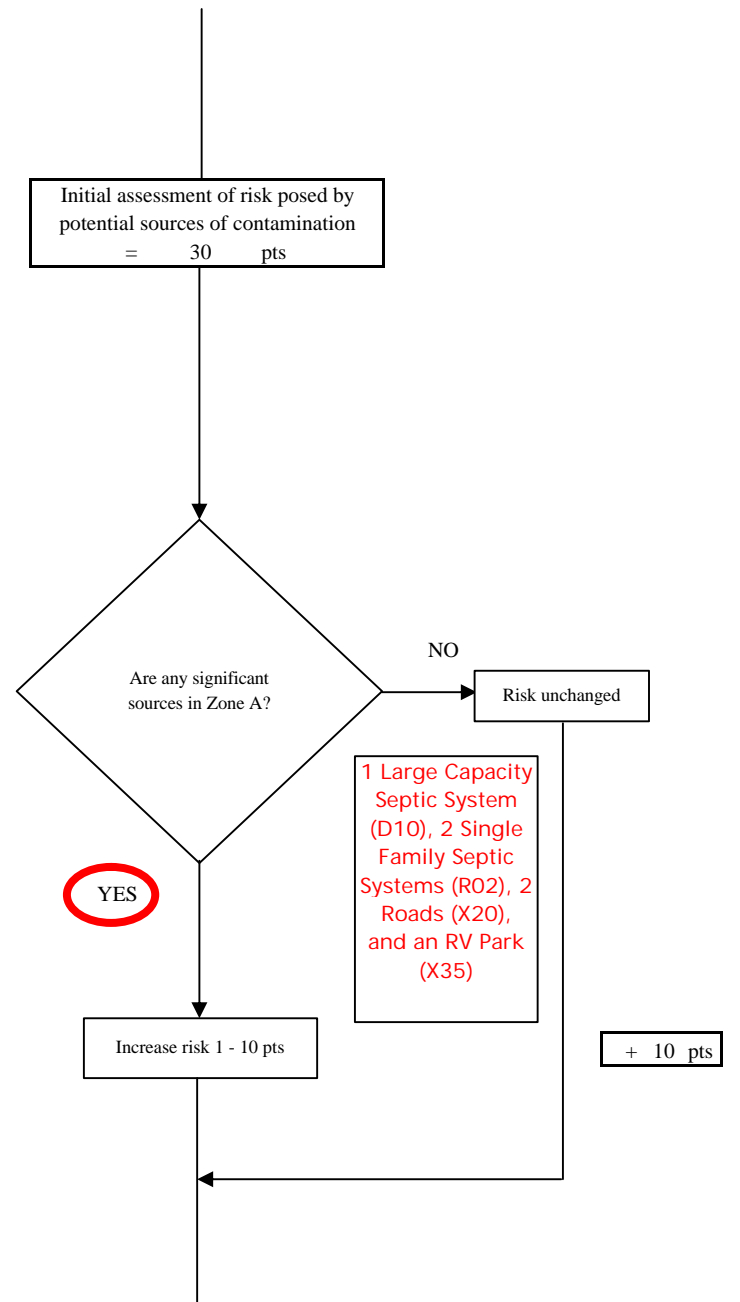 Initial assessment of risk posed by
potential sources of contamination
= 30 pts
Are any significant
sources in Zone A?
NO
Risk unchanged
1 Large Capacity
Septic System
(D10), 2 Single
Family Septic
Systems (R02), 2
Roads (X20),
and an RV Park
(X35)
YES
Increase risk 1 - 10 pts
+ 10 pts